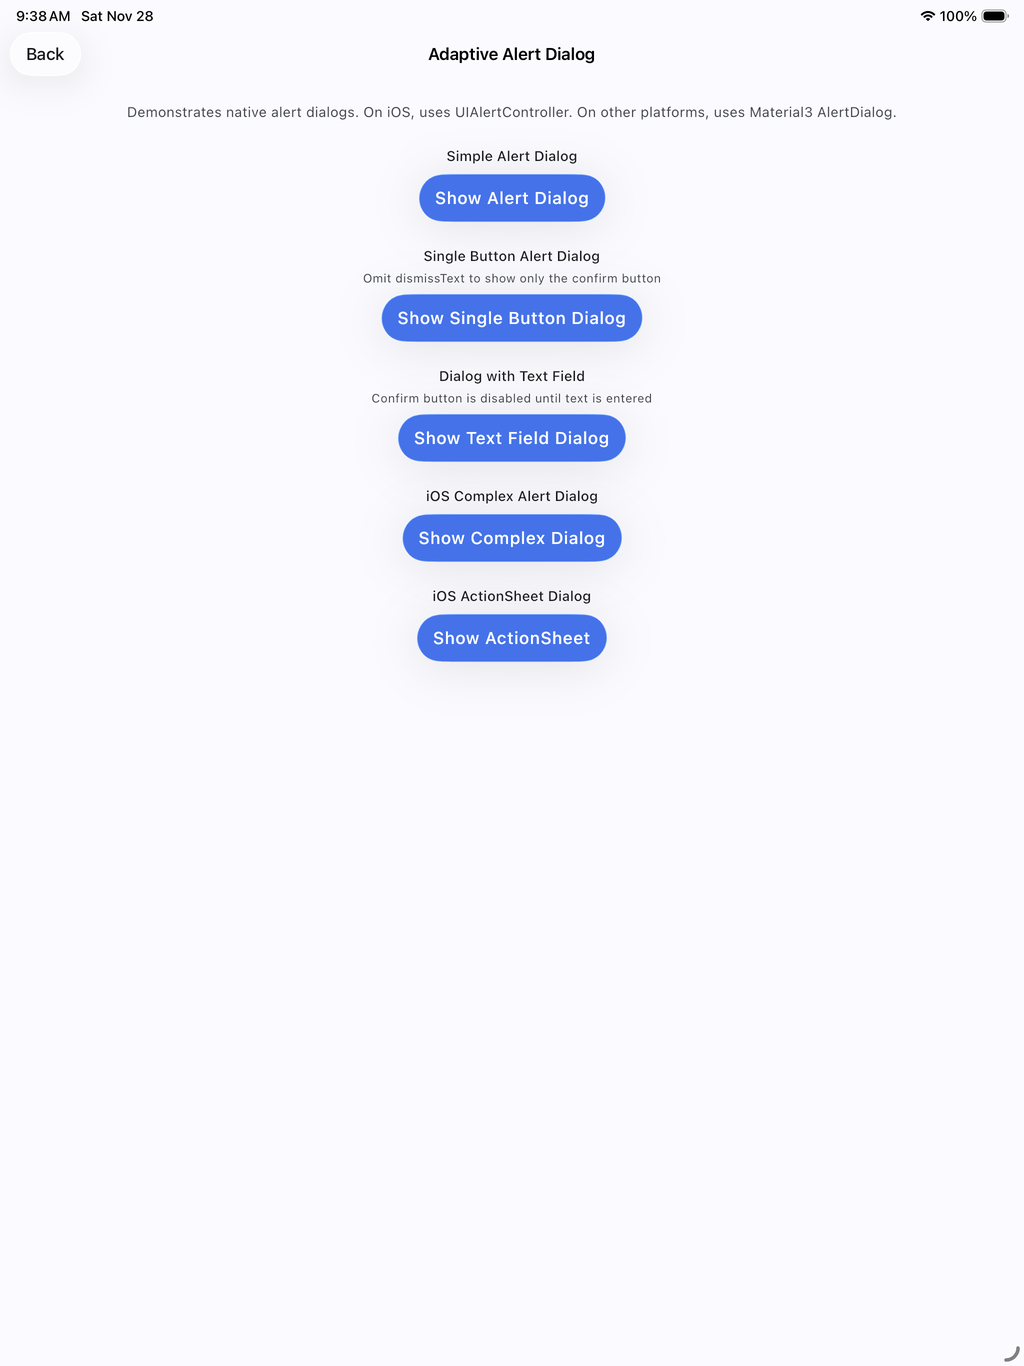 9:38 AM Sat Nov 28 100%
Back
Adaptive Alert Dialog
Demonstrates native alert dialogs. On iOS, uses UIAlertController. On other platforms, uses Material3 AlertDialog.
Simple Alert Dialog
Show Alert Dialog
Single Button Alert Dialog
Omit dismissText to show only the confirm button
Show Single Button Dialog
Dialog with Text Field
Confirm button is disabled until text is entered
Show Text Field Dialog
iOS Complex Alert Dialog
Show Complex Dialog
iOS ActionSheet Dialog
Show ActionSheet